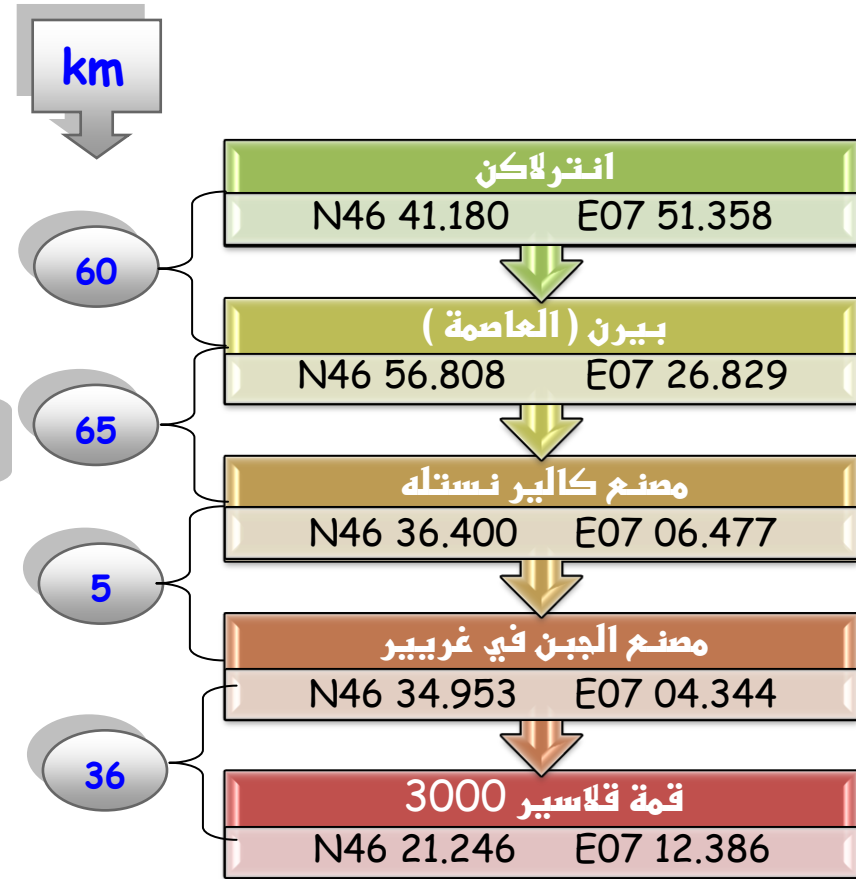 km
انترلاكن
N46 41.180 E07 51.358
60
بيرن ( العاصمة )
N46 56.808 E07 26.829
65
مصنع كالير نستله
N46 36.400 E07 06.477
5
مصنع الجبن في غريير
N46 34.953 E07 04.344
36
قمة قلاسير 3000
N46 21.246 E07 12.386